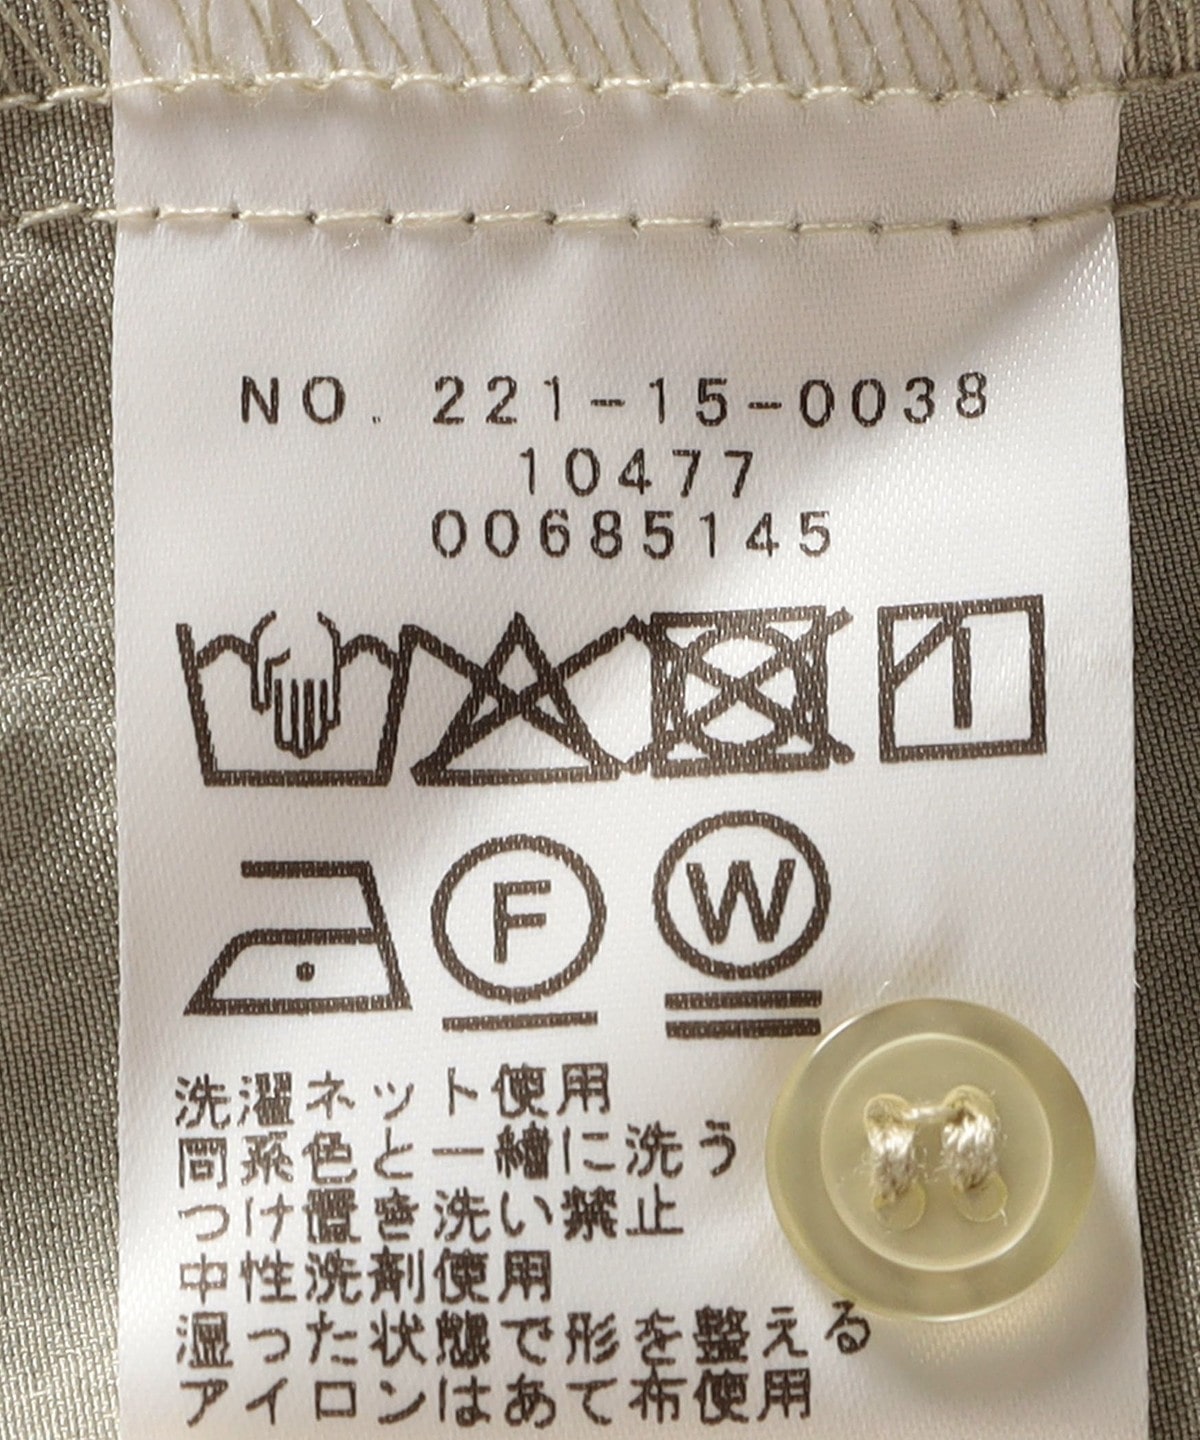 NO. 221-15-0038
10477
00685145
F W
洗濯ネット使用
同系色と一緒に洗う
つけ置き洗い禁止
中性洗剤使用
湿った状態で形を整える
アイロンはあて布使用